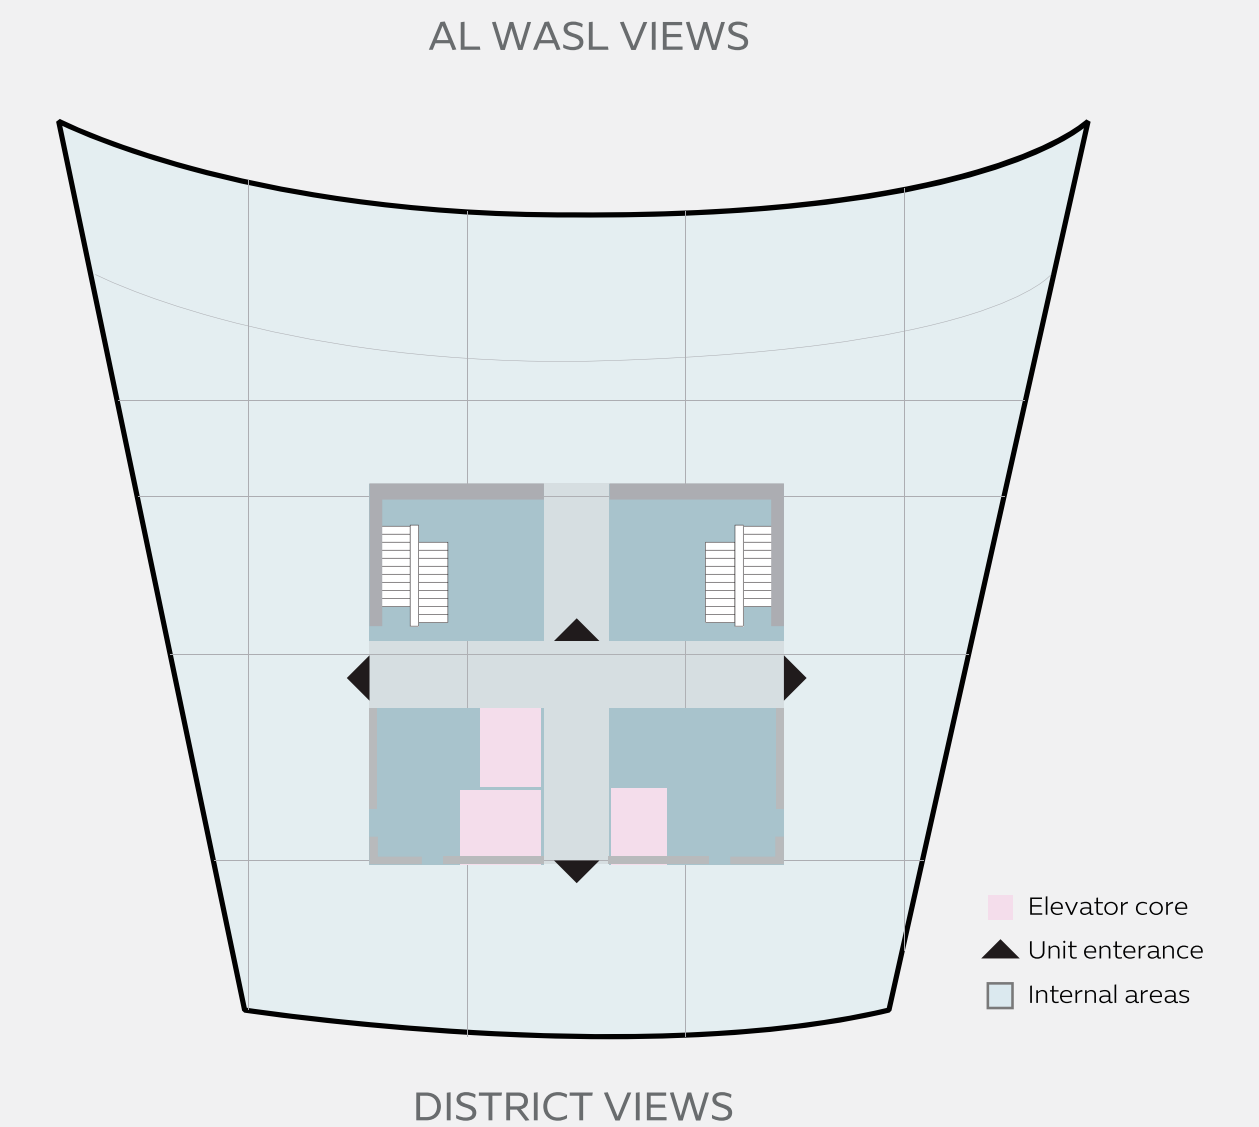 AL WASL VIEWS
Elevator core
Unit enterance
Internal areas
DISTRICT VIEWS